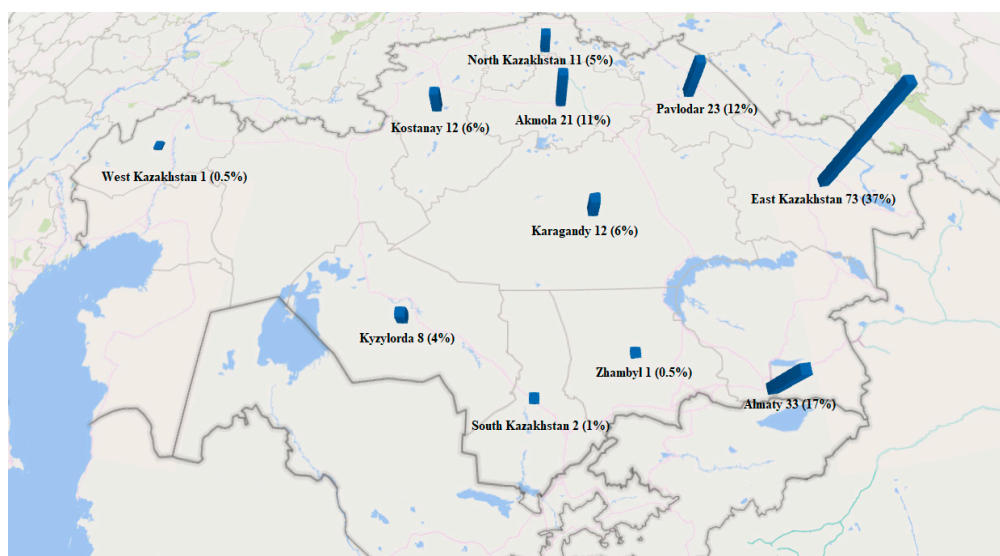 North Kazakhstan 11 (5%)
Pavlodar 23 (12%)
Akmola 21 (11%)
Kostanay 12 (6%)
West Kazakhstan 1 (0.5%)
East Kazakhstan 73 (37%)
Karagandy 12 (6%)
Kyzylorda 8 (4%)
Zhambyl 1 (0.5%)
Almaty 33 (17%)
South Kazakhstan 2 (1%)